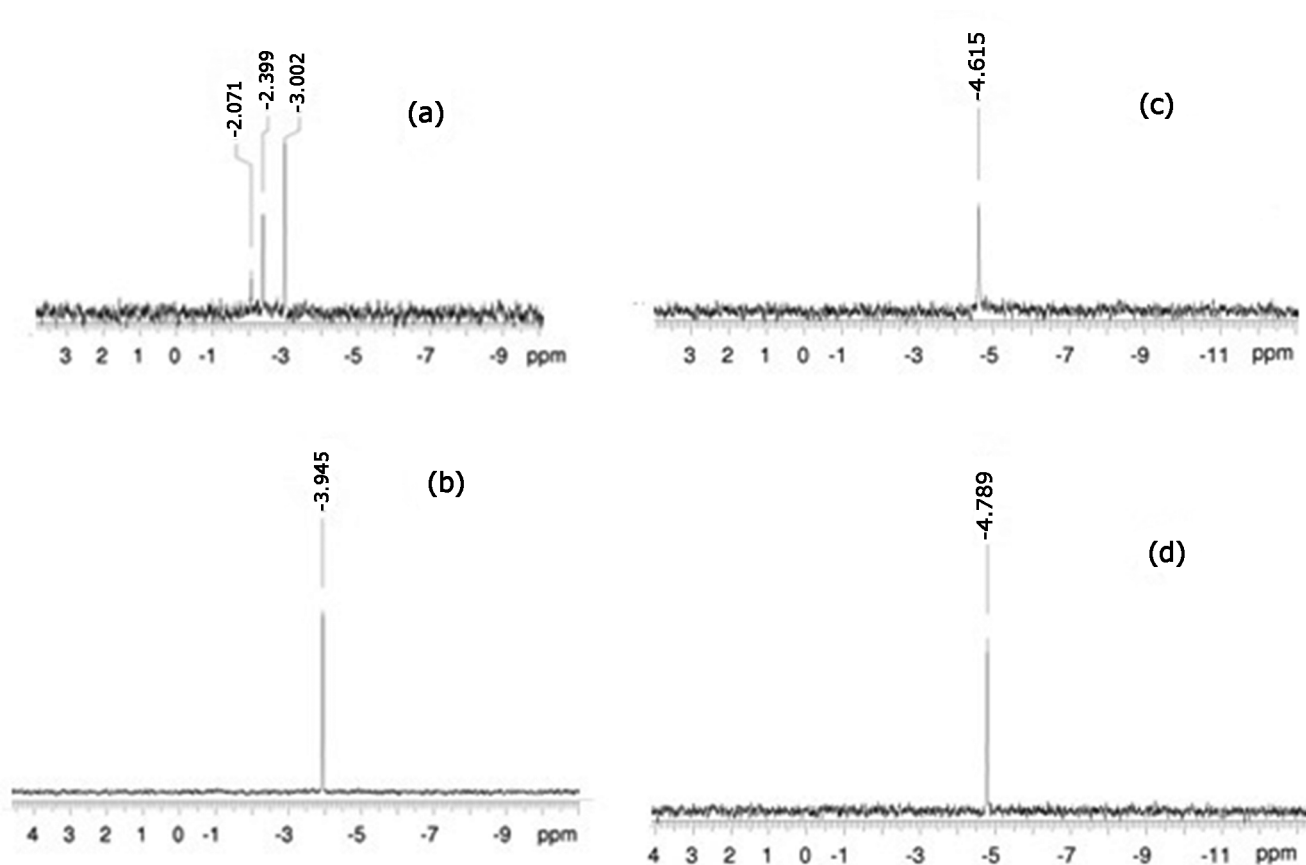 -2.071
-2.399
-3.002
(a)
3 2 1 0 -1 -3 -5 -7 -9 ppm
-4.615
(c)
3 2 1 0 -1 -3 -5 -7 -9 -11 ppm
-3.945
(b)
4 3 2 1 0 -1 -3 -5 -7 -9 ppm
-4.789
(d)
4 3 2 1 0 -1 -3 -5 -7 -9 -11 ppm